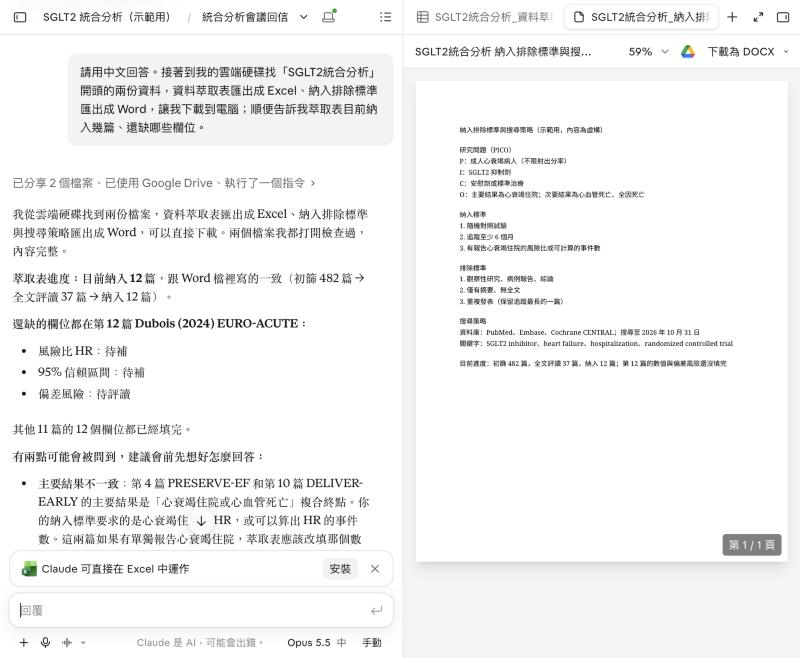 SGLT2 統合分析（示範用） / 統合分析會議回信
請用中文回答。接著到我的雲端硬碟找「SGLT2統合分析」
開頭的兩份資料，資料萃取表匯出成 Excel、納入排除標準
匯出成 Word，讓我下載到電腦；順便告訴我萃取表目前納
入幾篇、還缺哪些欄位。
已分享 2 個檔案、已使用 Google Drive、執行了一個指令
我從雲端硬碟找到兩份檔案，資料萃取表匯出成 Excel、納入排除標準
與搜尋策略匯出成 Word，可以直接下載。兩個檔案我都打開檢查過，
內容完整。
萃取表進度：目前納入 12 篇，跟 Word 檔裡寫的一致（初篩 482 篇 →
全文評讀 37 篇 → 納入 12 篇）。
還缺的欄位都在第 12 篇 Dubois (2024) EURO-ACUTE：
• 風險比 HR：待補
• 95% 信賴區間：待補
• 偏差風險：待評讀
其他 11 篇的 12 個欄位都已經填完。
有兩點可能會被問到，建議會前先想好怎麼回答：
• 主要結果不一致：第 4 篇 PRESERVE-EF 和第 10 篇 DELIVER-
EARLY 的主要結果是「心衰竭住院或心血管死亡」複合終點。你
的納入標準要求的是心衰竭住 HR，或可以算出 HR 的事件
數。這兩篇如果有單獨報告心衰竭住院，萃取表應該改填那個數
Claude 可直接在 Excel 中運作 安裝
回覆
Claude 是 AI，可能會出錯。 Opus 5.5 中 手動
SGLT2統合分析_資料萃
SGLT2統合分析_納入排
SGLT2統合分析 納入排除標準與搜... 59% 下載為 DOCX
納入排除標準與搜尋策略（示範用，內容為虛構）
研究問題（PICO）
P：成人心衰竭病人（不限射出分率）
I：SGLT2 抑制劑
C：安慰劑或標準治療
O：主要結果為心衰竭住院；次要結果為心血管死亡、全因死亡
納入標準
1. 隨機對照試驗
2. 追蹤至少 6 個月
3. 有報告心衰竭住院的風險比或可計算的事件數
排除標準
1. 觀察性研究、病例報告、綜論
2. 僅有摘要、無全文
3. 重複發表（保留追蹤最長的一篇）
搜尋策略
資料庫：PubMed、Embase、Cochrane CENTRAL；搜尋至 2026 年 10 月 31 日
關鍵字：SGLT2 inhibitor、heart failure、hospitalization、randomized controlled trial
目前進度：初篩 482 篇，全文評讀 37 篇，納入 12 篇；第 12 篇的數值與偏差風險還沒填完
第 1 / 1 頁